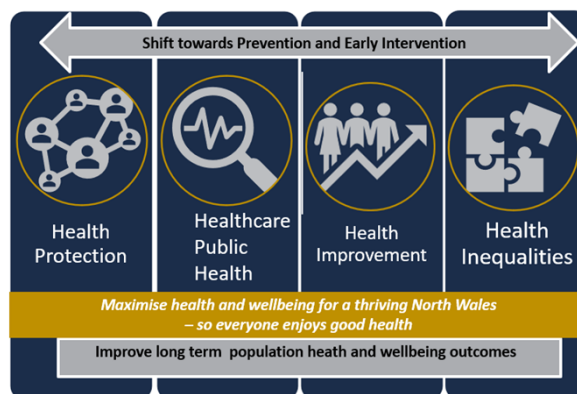 Shift towards Prevention and Early Intervention
Health
Protection
Healthcare
Public
Health
Health
Improvement
Health
Inequalities
Maximise health and wellbeing for a thriving North Wales
– so everyone enjoys good health
Improve long term population heath and wellbeing outcomes